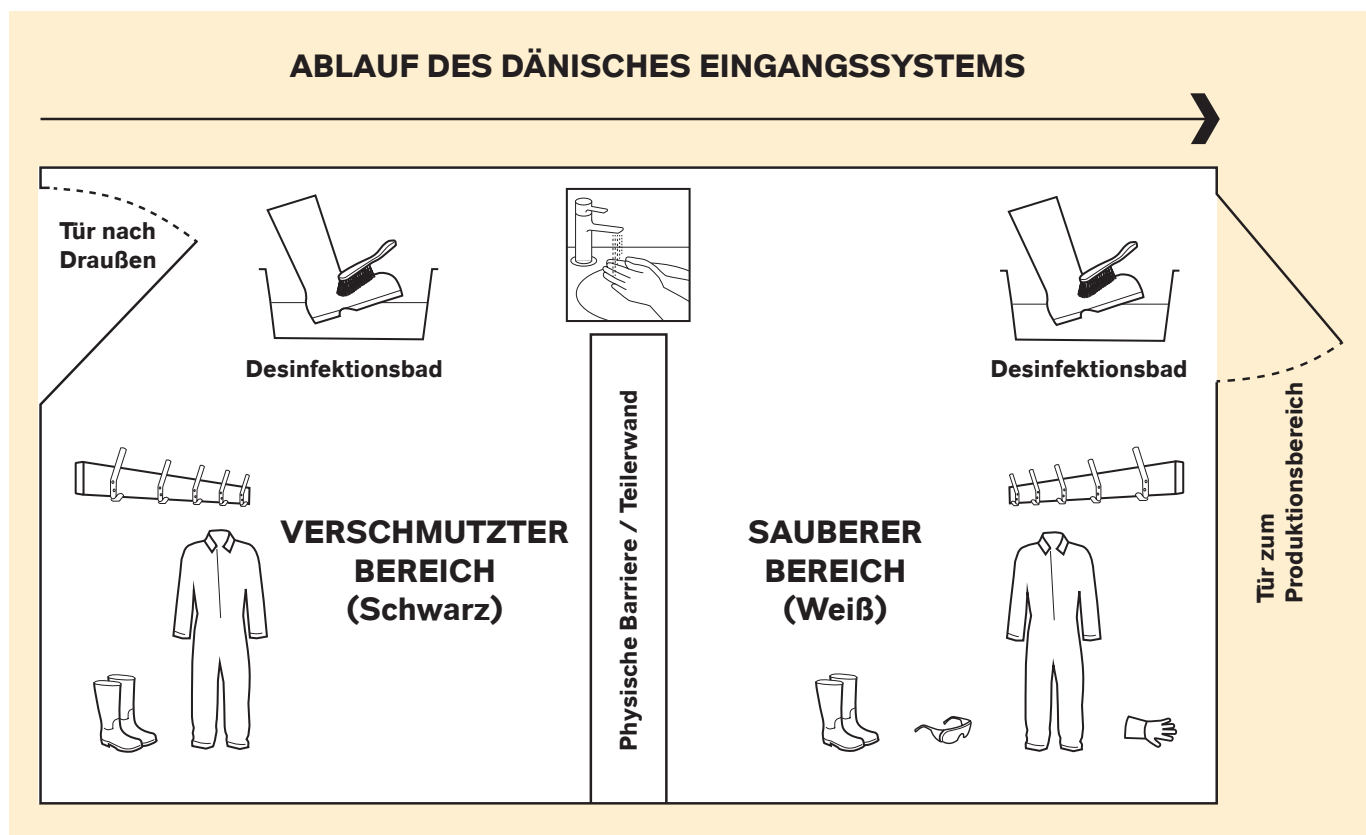 ABLAUF DES DÄNISCHES EINGANGSSYSTEMS
Tür nach
Draußen
Desinfektionsbad
Desinfektionsbad
VERSCHMUTZTER
BEREICH
(Schwarz)
Physische Barriere / Teilerwand
SAUBERER
BEREICH
(Weiß)
Tür zum
Produktionsbereich